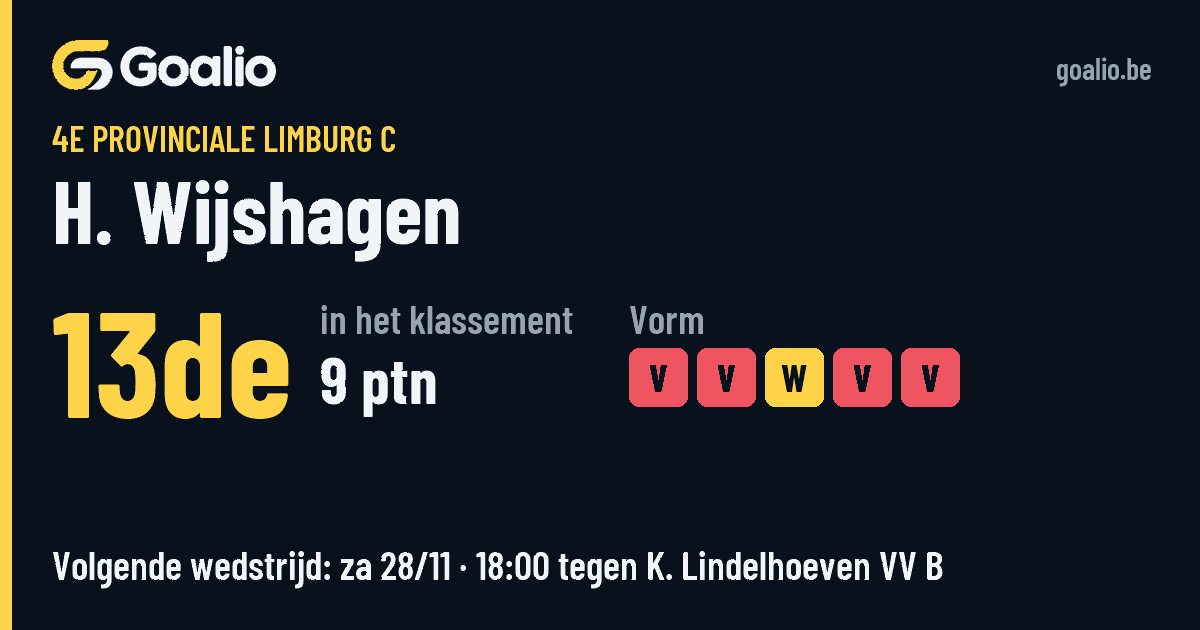 Goalio
goalio.be
4E PROVINCIALE LIMBURG C
H. Wijshagen
13de
in het klassement
9 ptn
Vorm
V V W V V
Volgende wedstrijd: za 28/11 · 18:00 tegen K. Lindelhoeven VV B